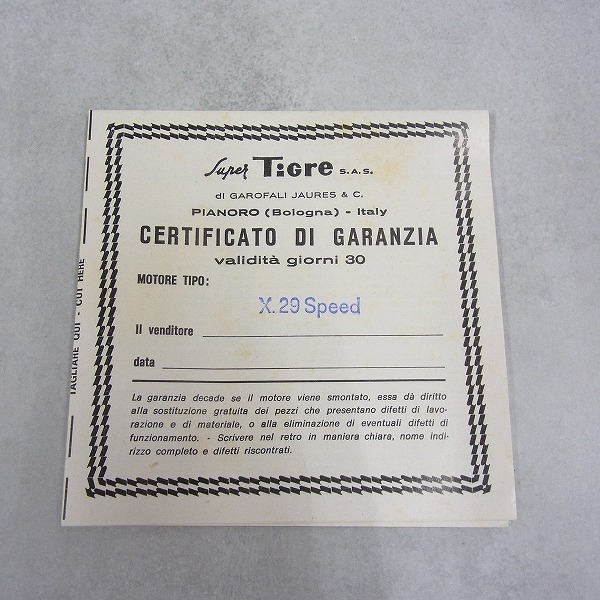 Super Tigre S.A.S.
di GAROFALI JAURES & C.
PIANORO (Bologna) - Italy
CERTIFICATO DI GARANZIA
validità giorni 30
MOTORE TIPO:
X.29 Speed
Il venditore
data
La garanzia decade se il motore viene smontato, essa dà diritto
alla sostituzione gratuita dei pezzi che presentano difetti di lavo-
razione e di materiale, o alla eliminazione di eventuali difetti di
funzionamento. - Scrivere nel retro in maniera chiara, nome indi-
rizzo completo e difetti riscontrati.
TAGLIARE QUI - CUT HERE